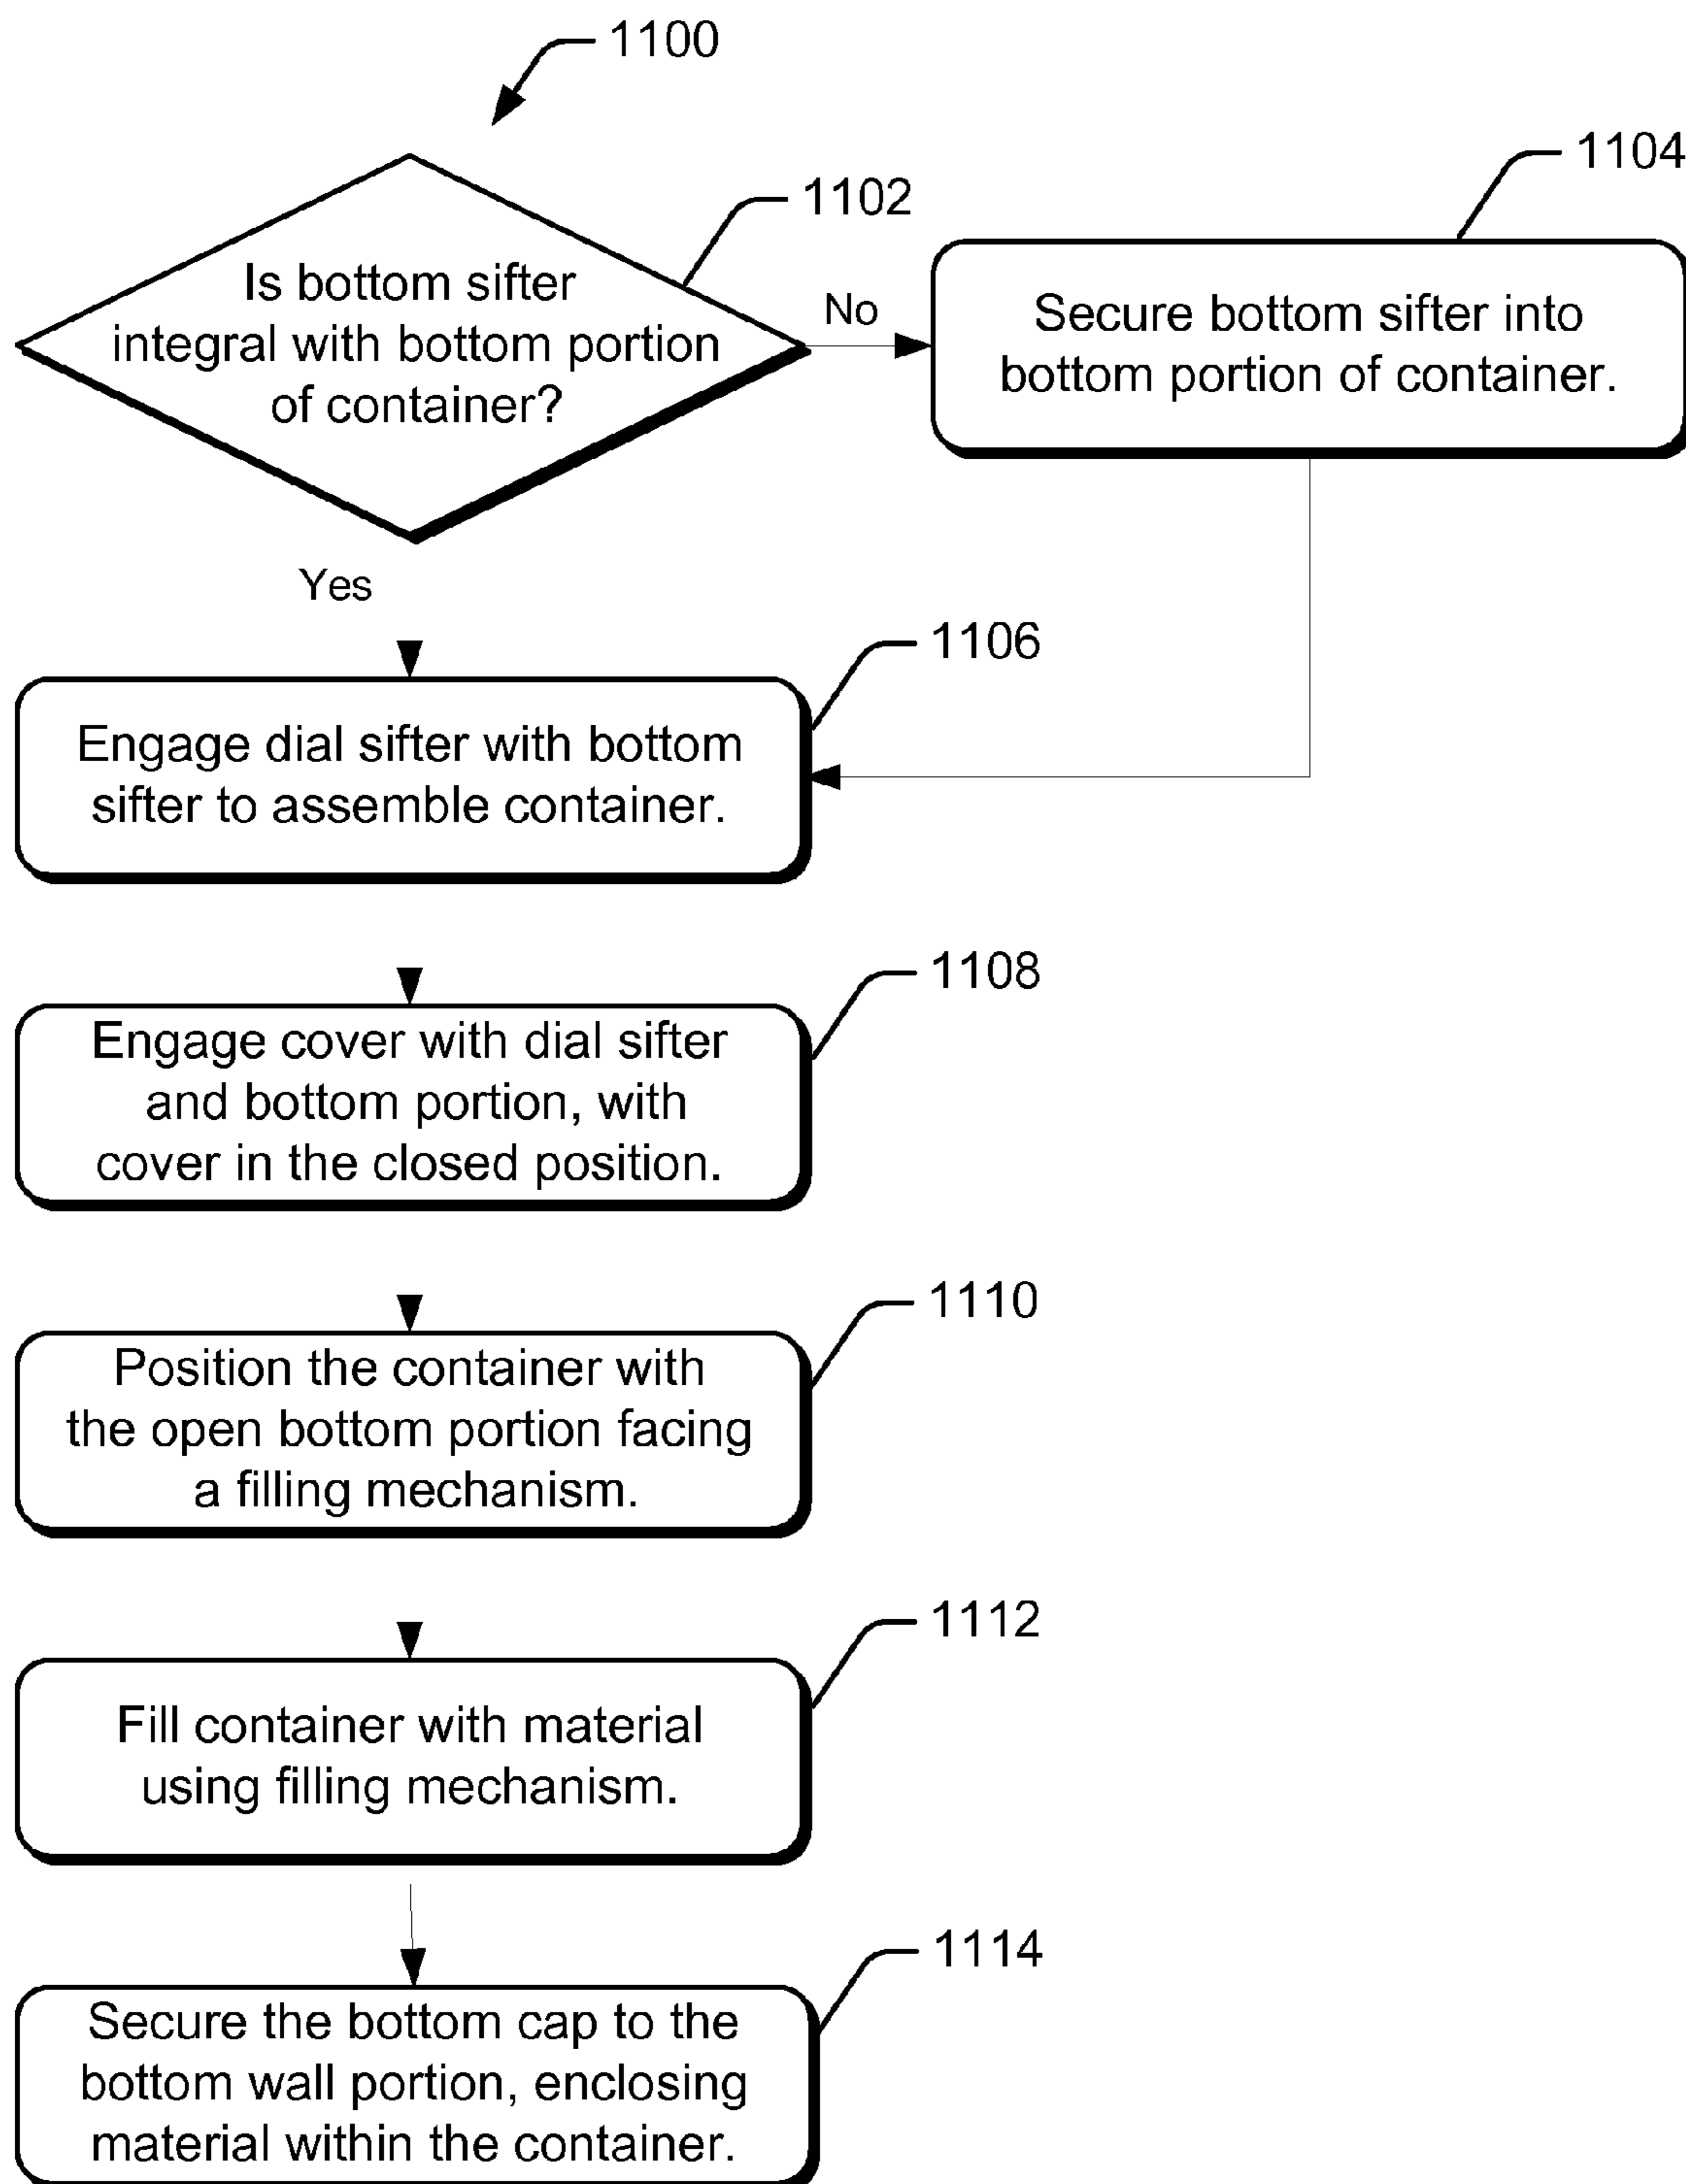 1100
1102
1104
Is bottom sifter
integral with bottom portion
of container?
No
Secure bottom sifter into
bottom portion of container.
Yes
1106
Engage dial sifter with bottom
sifter to assemble container.
1108
Engage cover with dial sifter
and bottom portion, with
cover in the closed position.
1110
Position the container with
the open bottom portion facing
a filling mechanism.
1112
Fill container with material
using filling mechanism.
1114
Secure the bottom cap to the
bottom wall portion, enclosing
material within the container.